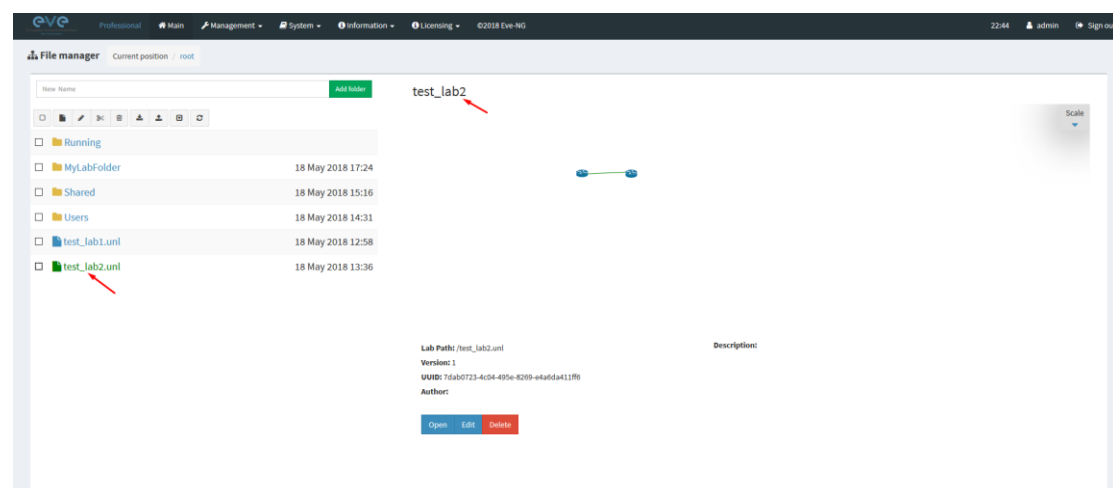 eve Professional Main Management System Information Licensing ©2018 Eve-NG 22:44 admin Sign ou
File manager Current position / root
New Name Add folder
test_lab2
Scale
Running
MyLabFolder 18 May 2018 17:24
Shared 18 May 2018 15:16
Users 18 May 2018 14:31
test_lab1.unl 18 May 2018 12:58
test_lab2.unl 18 May 2018 13:36
Lab Path: /test_lab2.unl Description:
Version: 1
UUID: 7dab0723-4c04-495e-8269-e4a6da411ff6
Author:
Open Edit Delete